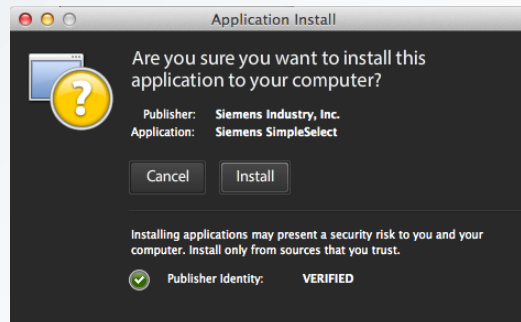 Application Install
Are you sure you want to install this
application to your computer?
Publisher: Siemens Industry, Inc.
Application: Siemens SimpleSelect
Cancel Install
Installing applications may present a security risk to you and your
computer. Install only from sources that you trust.
Publisher Identity: VERIFIED